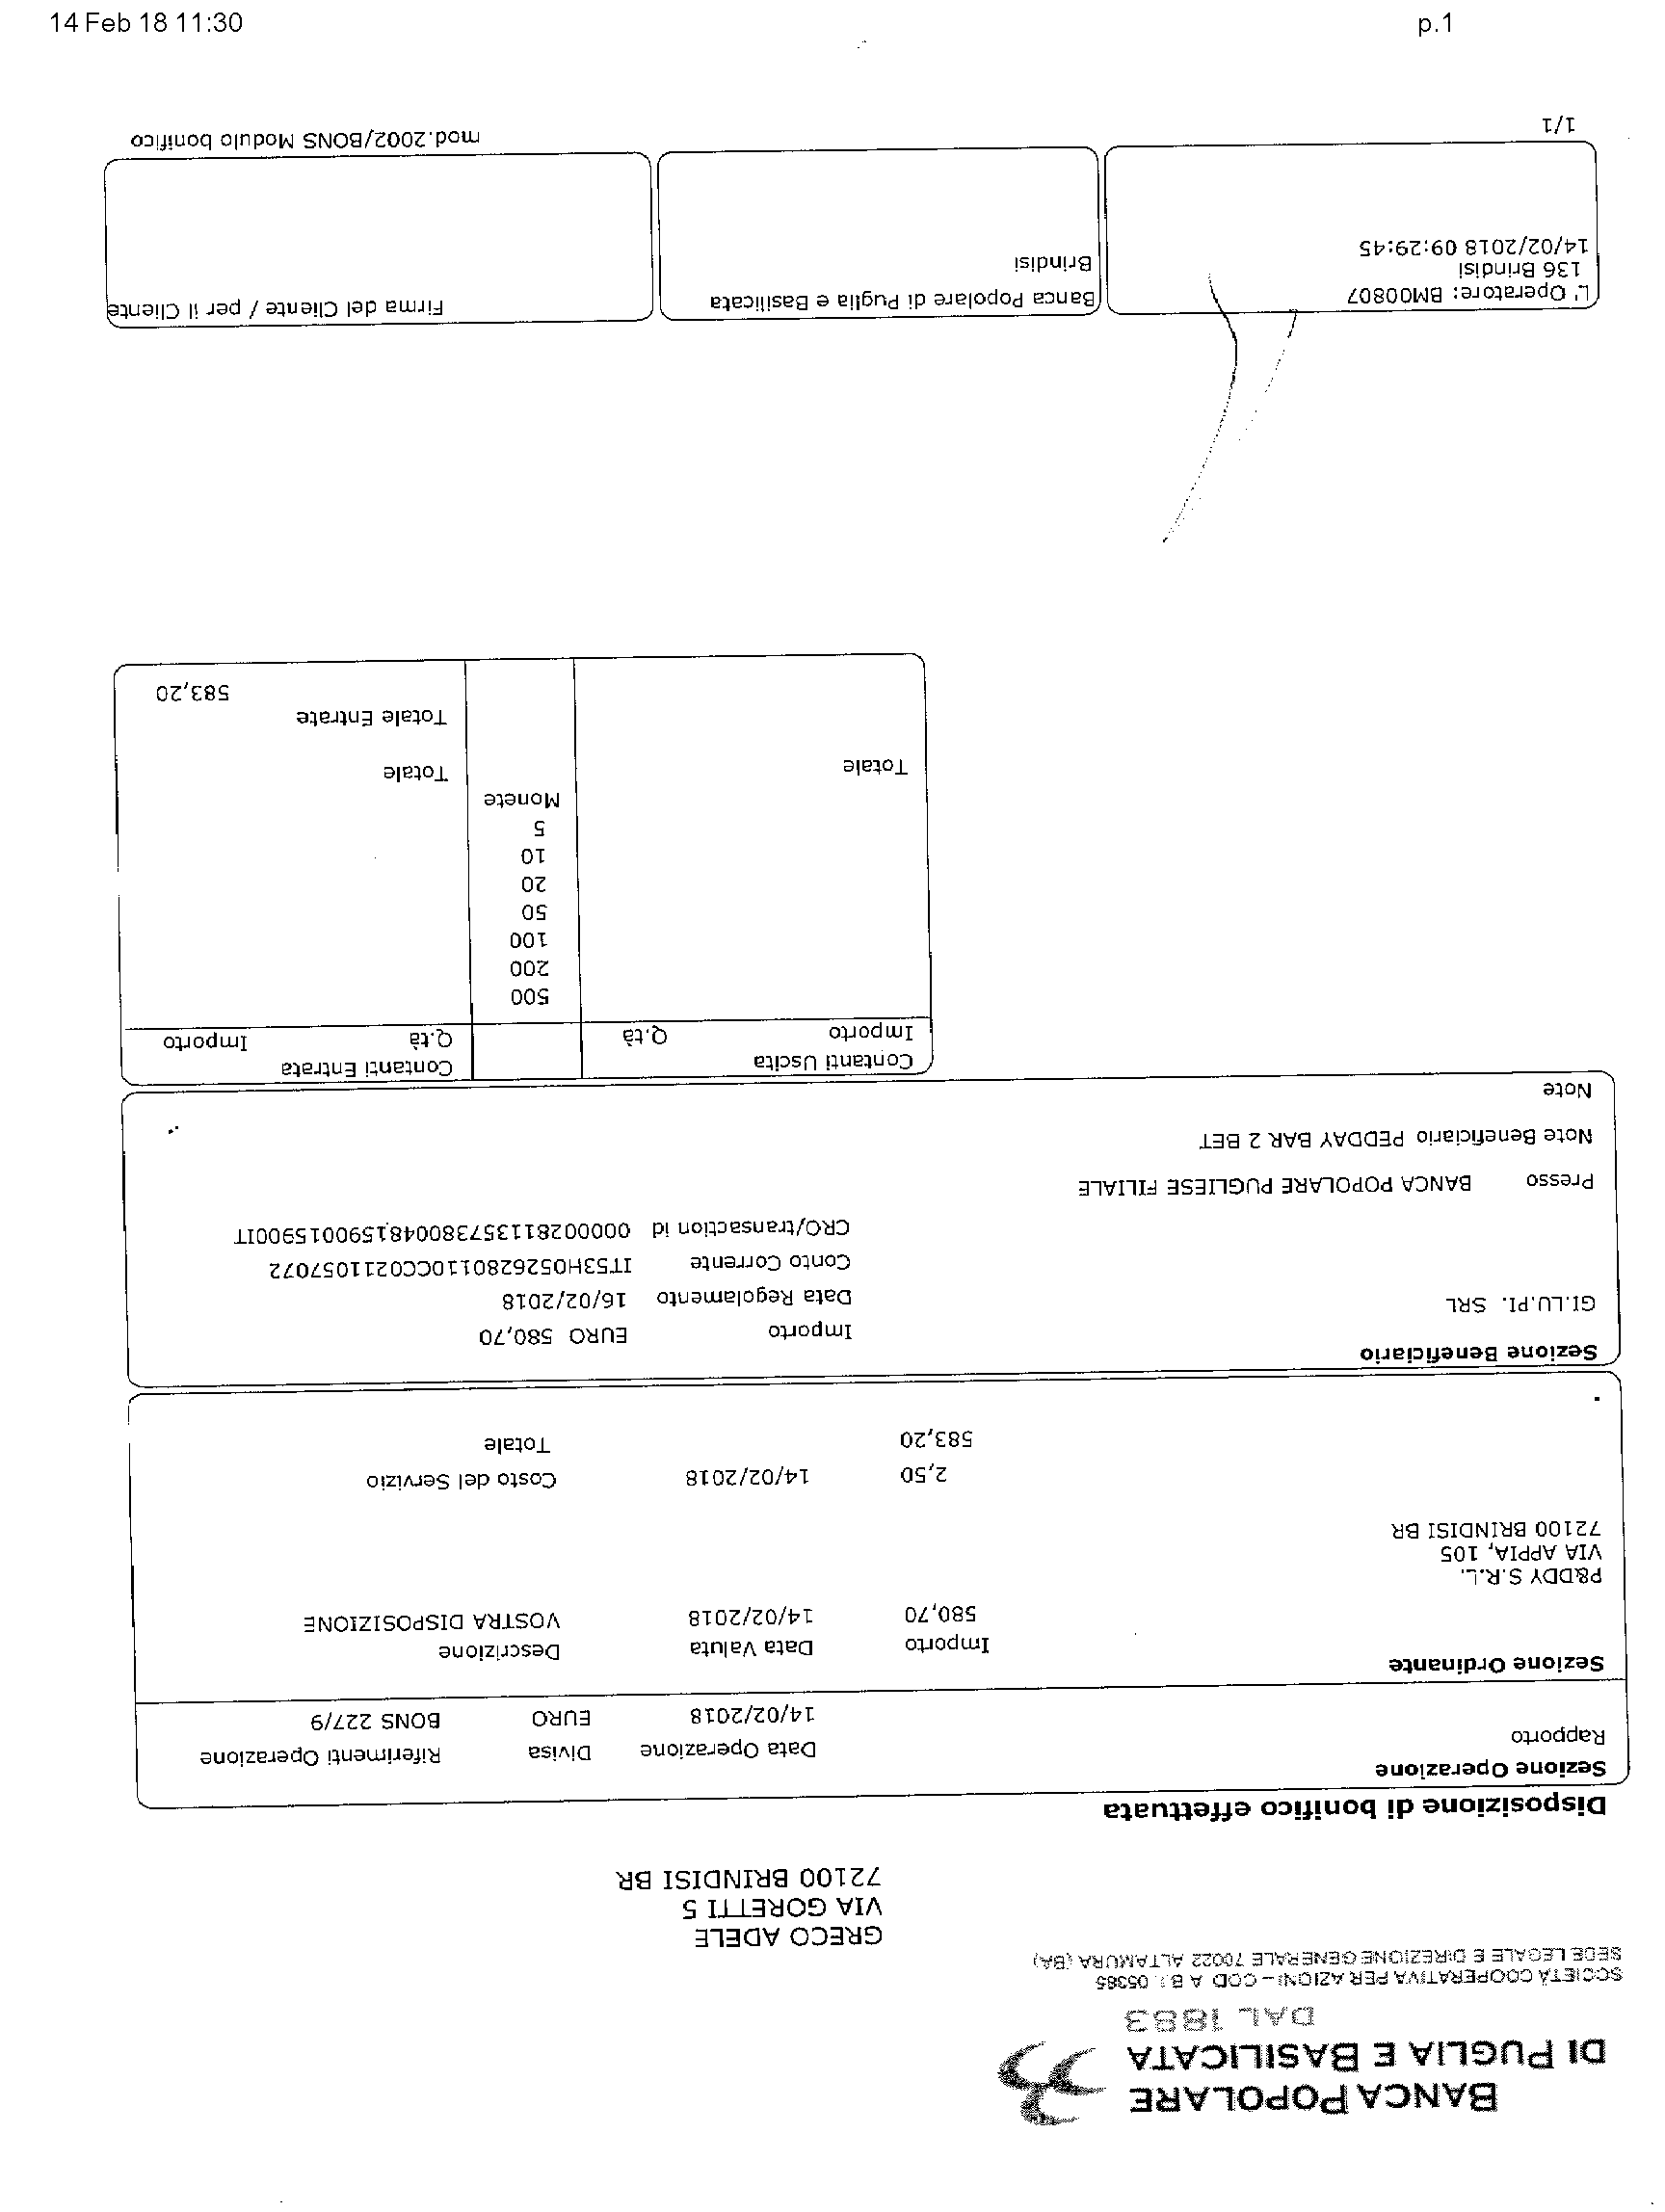 14 Feb 18 11:30
p.1
BANCA POPOLARE
DI PUGLIA E BASILICATA
DAL 1883
SOCIETÀ COOPERATIVA PER AZIONI – COD. A.B.I. 05385
SEDE LEGALE E DIREZIONE GENERALE 70022 ALTAMURA (BA)
GRECO ADELE
VIA GORETTI 5
72100 BRINDISI BR
Disposizione di bonifico effettuata
Sezione Operazione
Rapporto
Data Operazione Divisa Riferimenti Operazione
14/02/2018 EURO BONS 227/9
Sezione Ordinante
Importo Data Valuta Descrizione
580,70 14/02/2018 VOSTRA DISPOSIZIONE
P&DDY S.R.L.
VIA APPIA, 105
72100 BRINDISI BR
2,50 14/02/2018 Costo del Servizio
583,20 Totale
Sezione Beneficiario
GI.LU.PI. SRL
Importo EURO 580,70
Data Regolamento 16/02/2018
Conto Corrente IT53H0526280110CC0211057072
CRO/transaction id 0000028113573800481590015900IT
Presso BANCA POPOLARE PUGLIESE FILIALE
Note Beneficiario PEDDAY BAR 2 BET
Note
Contanti Uscita Contanti Entrata
Importo Q.tà Q.tà Importo
500
200
100
50
20
10
5
Monete
Totale Totale
Totale Entrate
583,20
L' Operatore: BM00807
136 Brindisi
14/02/2018 09:29:45
Banca Popolare di Puglia e Basilicata
Brindisi
Firma del Cliente / per il Cliente
1/1
mod.2002/BONS Modulo bonifico